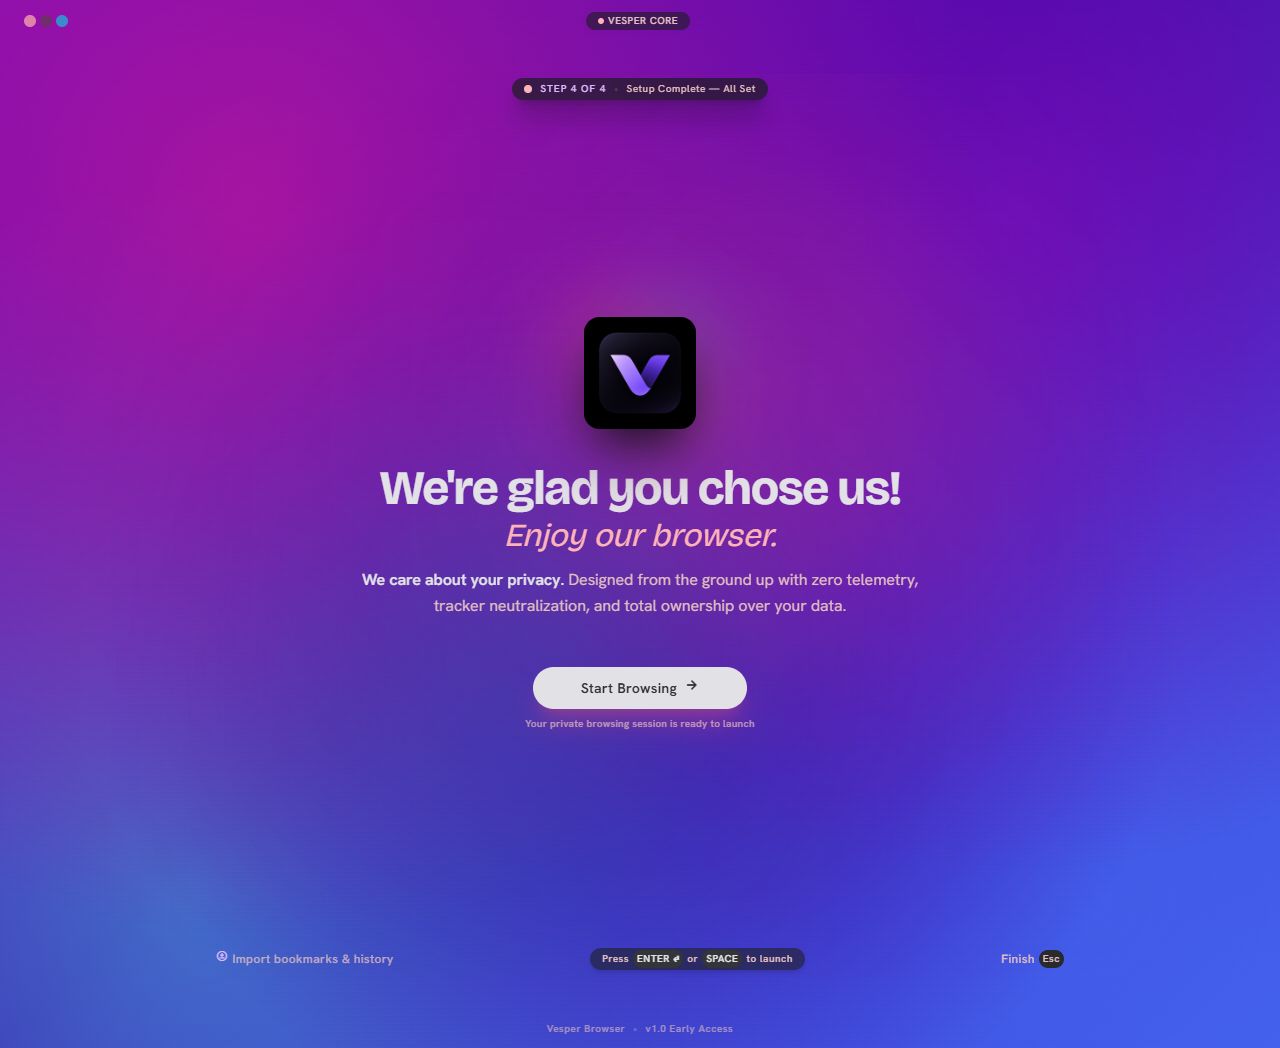 VESPER CORE
STEP 4 OF 4 • Setup Complete — All Set
We're glad you chose us!
Enjoy our browser.
We care about your privacy. Designed from the ground up with zero telemetry,
tracker neutralization, and total ownership over your data.
Start Browsing →
Your private browsing session is ready to launch
Import bookmarks & history
Press ENTER ⏎ or SPACE to launch
Finish Esc
Vesper Browser • v1.0 Early Access